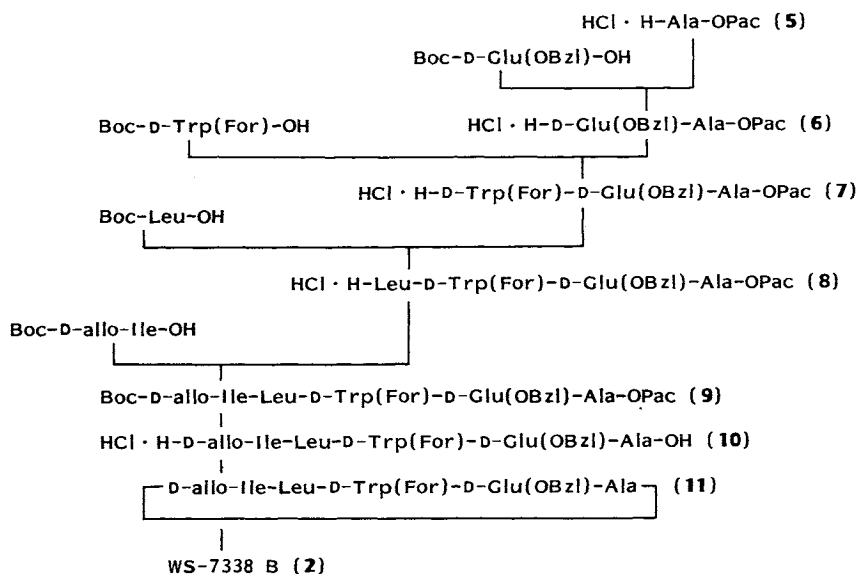 HCl · H-Ala-OPac (5)
Boc-D-Glu(OBzl)-OH
Boc-D-Trp(For)-OH
HCl · H-D-Glu(OBzl)-Ala-OPac (6)
HCl · H-D-Trp(For)-D-Glu(OBzl)-Ala-OPac (7)
Boc-Leu-OH
HCl · H-Leu-D-Trp(For)-D-Glu(OBzl)-Ala-OPac (8)
Boc-D-allo-Ile-OH
Boc-D-allo-Ile-Leu-D-Trp(For)-D-Glu(OBzl)-Ala-OPac (9)
HCl · H-D-allo-Ile-Leu-D-Trp(For)-D-Glu(OBzl)-Ala-OH (10)
D-allo-Ile-Leu-D-Trp(For)-D-Glu(OBzl)-Ala (11)
WS-7338 B (2)